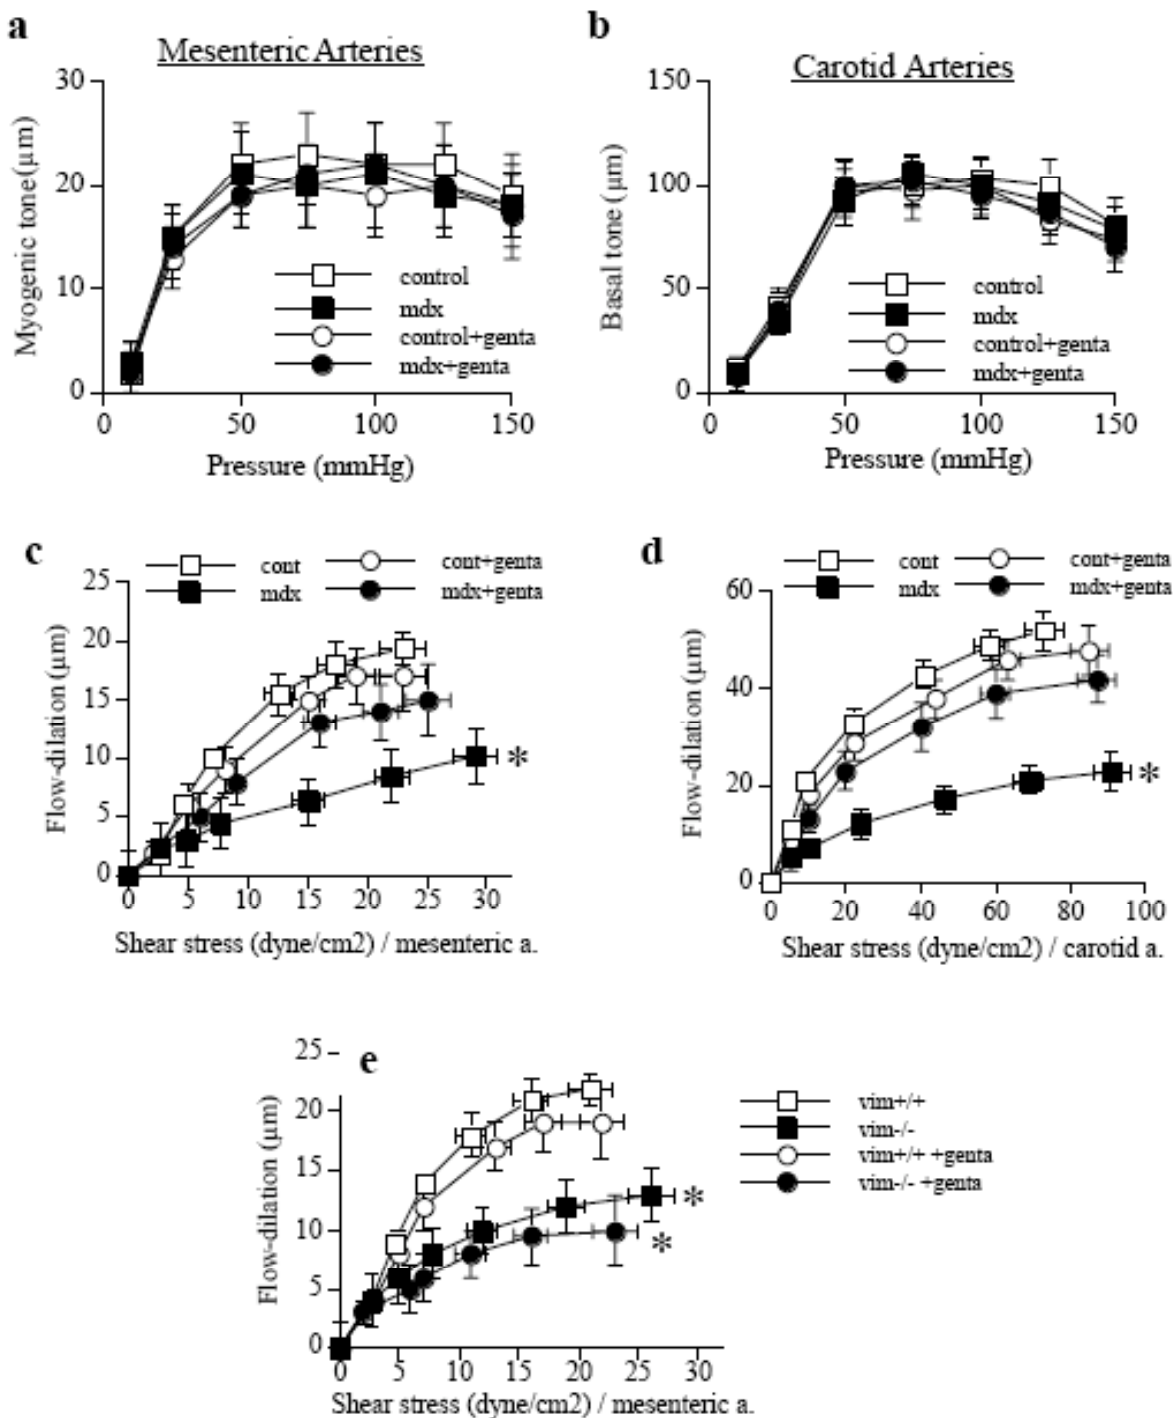 a
Mesenteric Arteries
30
20
10
0
Myogenic tone(μm)
control
mdx
control+genta
mdx+genta
0 50 100 150
Pressure (mmHg)
b
Carotid Arteries
150
100
50
0
Basal tone (μm)
control
mdx
control+genta
mdx+genta
0 50 100 150
Pressure (mmHg)
c
cont cont+genta
mdx mdx+genta
25
20
15
10
5
0
Flow-dilation (μm)
*
0 5 10 15 20 25 30
Shear stress (dyne/cm2) / mesenteric a.
d
cont cont+genta
mdx mdx+genta
60
40
20
0
Flow-dilation (μm)
*
0 20 40 60 80 100
Shear stress (dyne/cm2) / carotid a.
e
25
20
15
10
5
0
Flow-dilation (μm)
*
*
vim+/+
vim-/-
vim+/+ +genta
vim-/- +genta
0 5 10 15 20 25 30
Shear stress (dyne/cm2) / mesenteric a.